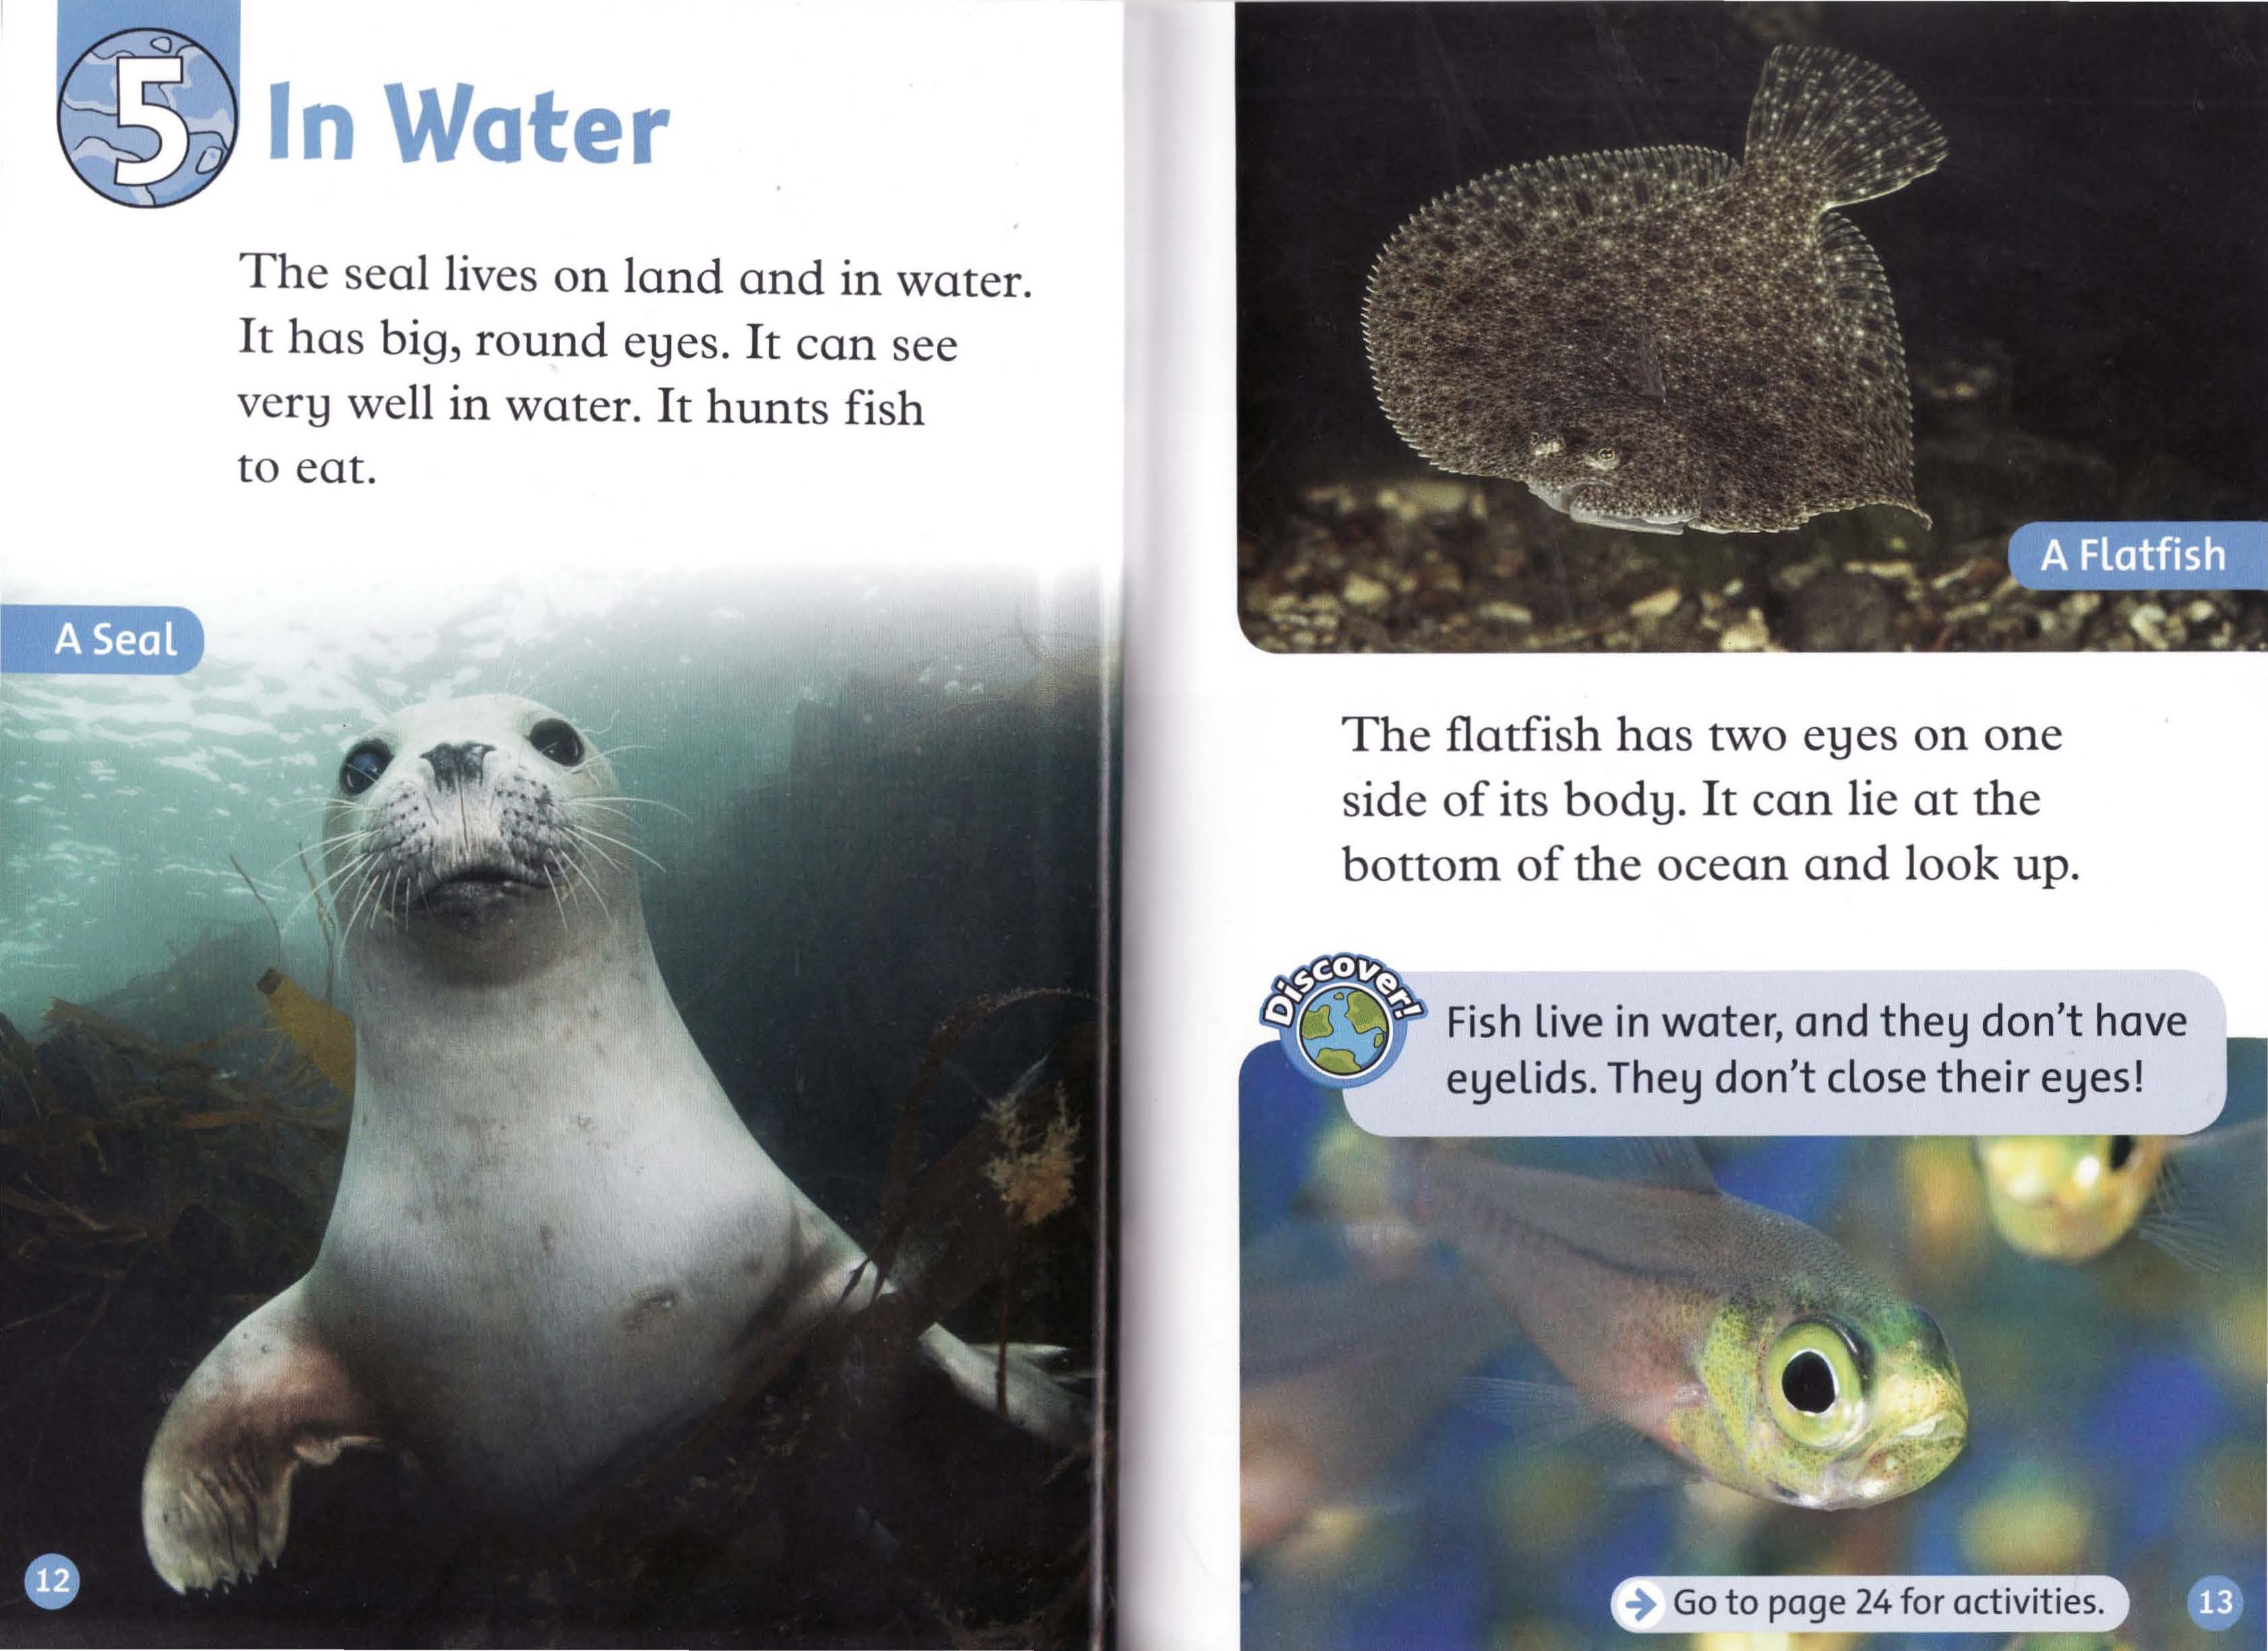 5
In Water
The seal lives on land and in water.
It has big, round eyes. It can see
very well in water. It hunts fish
to eat.
A Seal
12
A Flatfish
The flatfish has two eyes on one
side of its body. It can lie at the
bottom of the ocean and look up.
Discover!
Fish live in water, and they don't have
eyelids. They don't close their eyes!
Go to page 24 for activities.
13